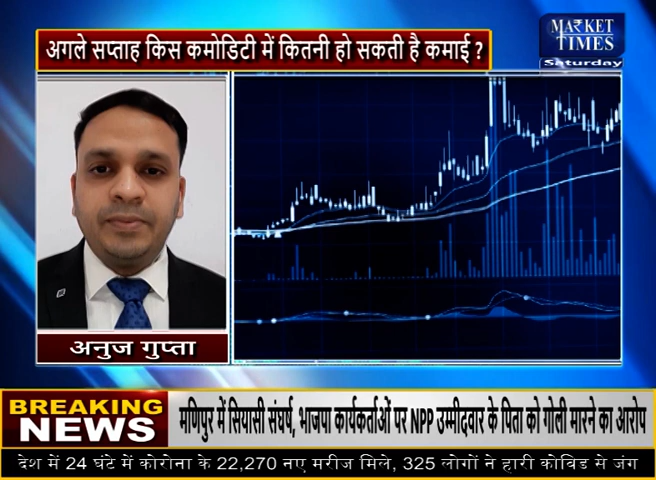 अगले सप्ताह किस कमोडिटी में कितनी हो सकती है कमाई ?
MARKET
TIMES
Saturday
अनुज गुप्ता
BREAKING
NEWS
मणिपुर में सियासी संघर्ष, भाजपा कार्यकर्ताओं पर NPP उम्मीदवार के पिता को गोली मारने का आरोप
देश में 24 घंटे में कोरोना के 22,270 नए मरीज मिले, 325 लोगों ने हारी कोविड से जंग